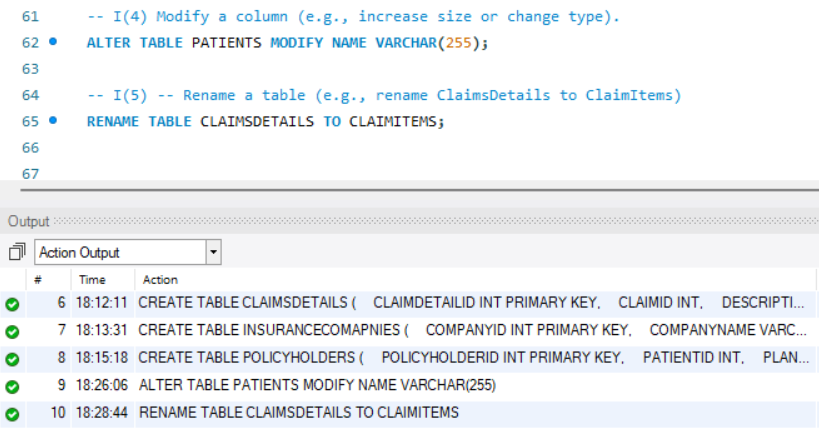 61 -- I(4) Modify a column (e.g., increase size or change type).
62 ALTER TABLE PATIENTS MODIFY NAME VARCHAR(255);
63
64 -- I(5) -- Rename a table (e.g., rename ClaimsDetails to ClaimItems)
65 RENAME TABLE CLAIMSDETAILS TO CLAIMITEMS;
66
67
Output
Action Output
# Time Action
6 18:12:11 CREATE TABLE CLAIMSDETAILS ( CLAIMDETAILID INT PRIMARY KEY, CLAIMID INT, DESCRIPTI...
7 18:13:31 CREATE TABLE INSURANCECOMAPNIES ( COMPANYID INT PRIMARY KEY, COMPANYNAME VARC...
8 18:15:18 CREATE TABLE POLICYHOLDERS ( POLICYHOLDERID INT PRIMARY KEY, PATIENTID INT, PLAN...
9 18:26:06 ALTER TABLE PATIENTS MODIFY NAME VARCHAR(255)
10 18:28:44 RENAME TABLE CLAIMSDETAILS TO CLAIMITEMS